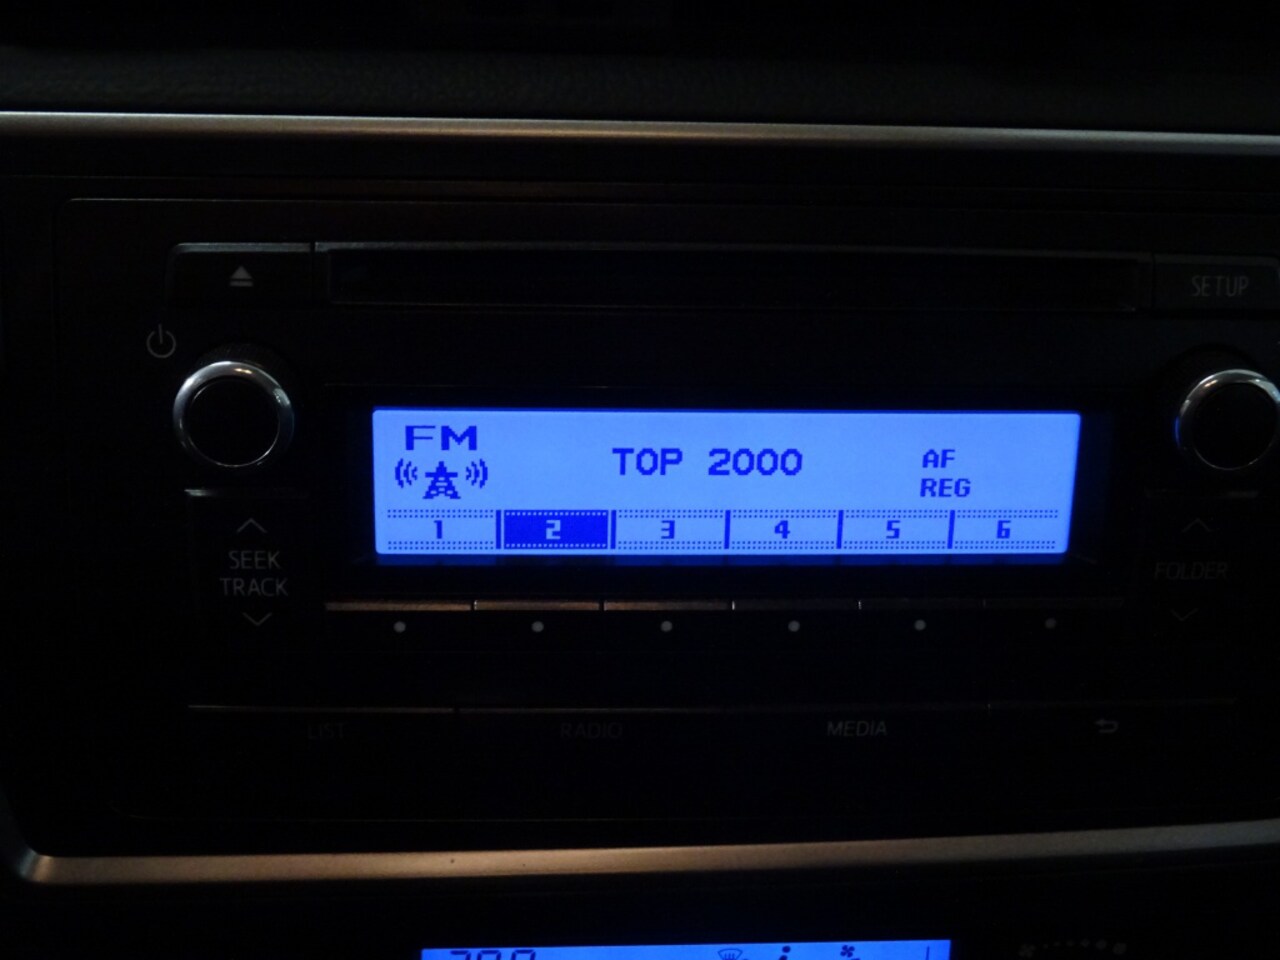 SETUP
FM
TOP 2000
AF
REG
1 2 3 4 5 6
SEEK
TRACK
FOLDER
LIST RADIO MEDIA